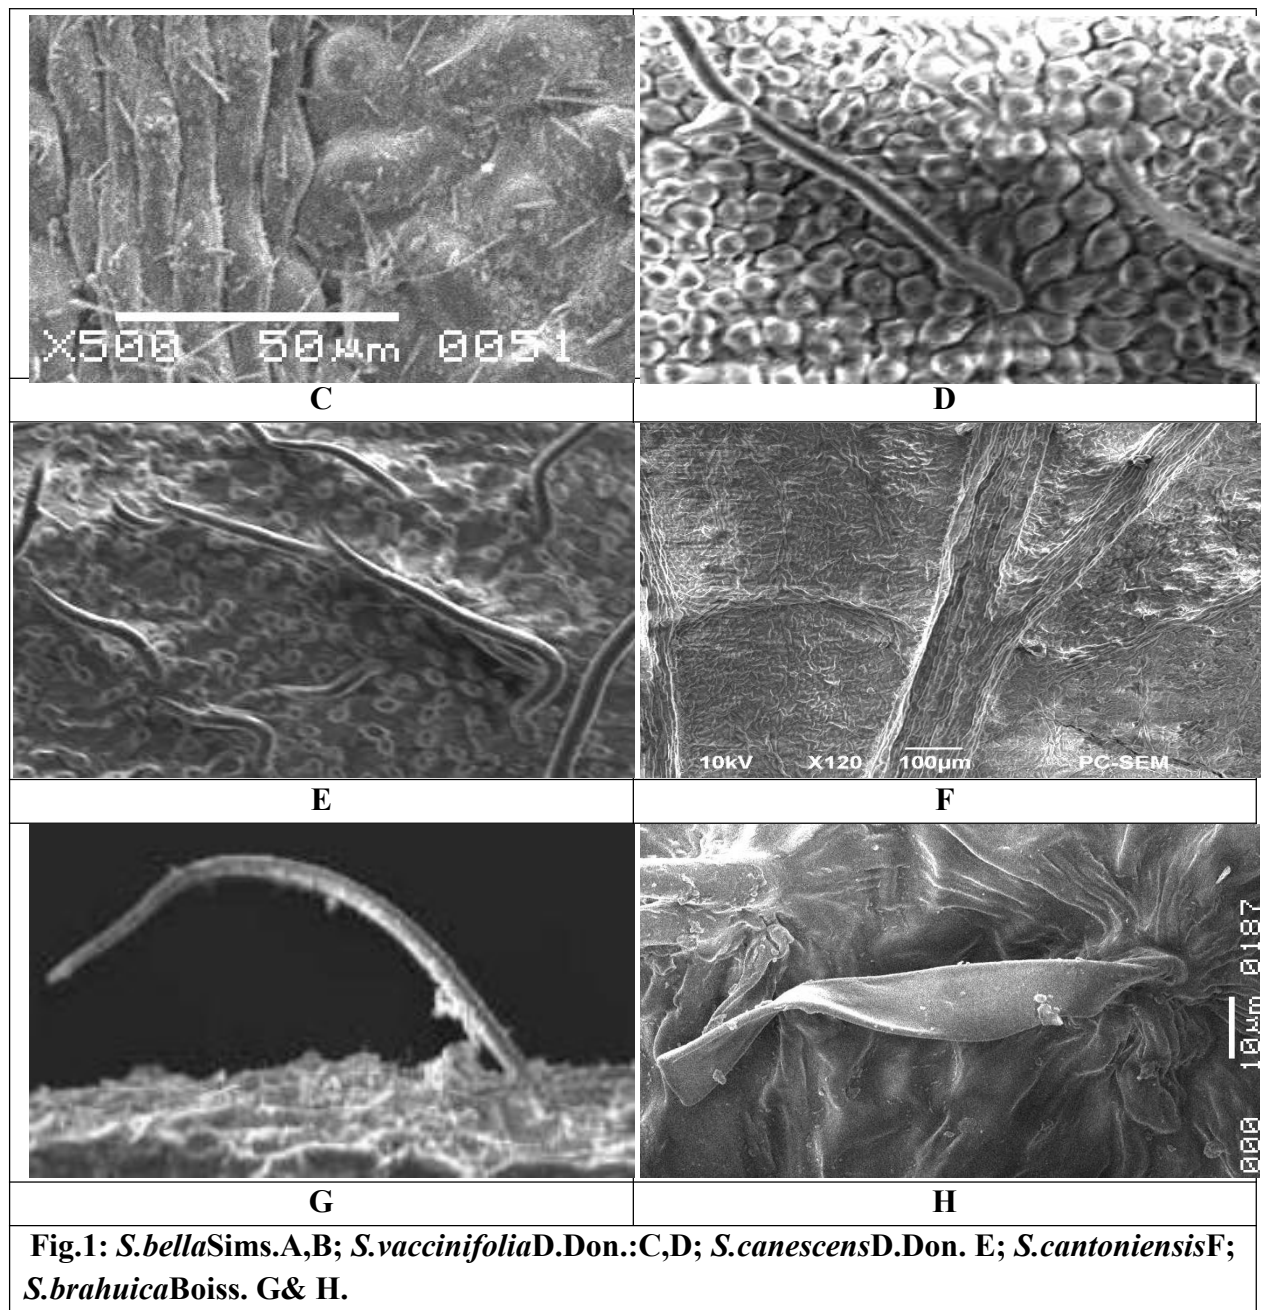 X500 50µm 0051
C
D
E
10kV X120 100µm PC-SEM
F
000 10µm 0187
G
H
Fig.1: S.bellaSims.A,B; S.vaccinifoliaD.Don.:C,D; S.canescensD.Don. E; S.cantoniensisF;
S.brahuicaBoiss. G& H.